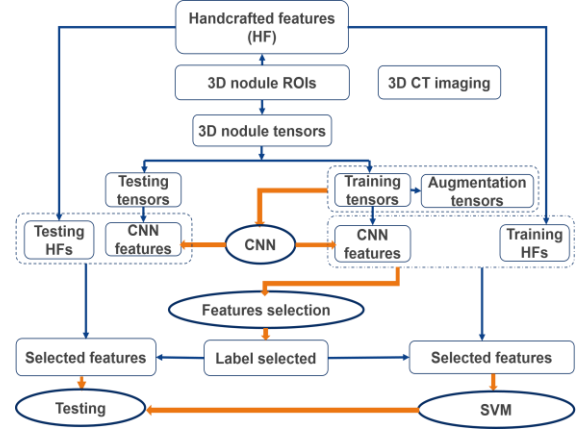 Handcrafted features
(HF)
3D nodule ROIs
3D CT imaging
3D nodule tensors
Testing
tensors
Training
tensors
Augmentation
tensors
Testing
HFs
CNN
features
CNN
CNN
features
Training
HFs
Features selection
Selected features
Label selected
Selected features
Testing
SVM